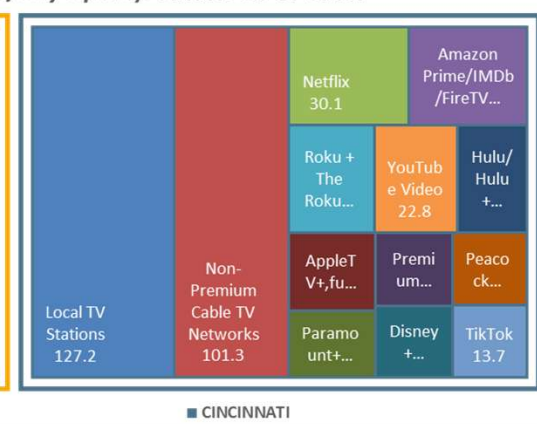 Local TV
Stations
127.2
Non-
Premium
Cable TV
Networks
101.3
Netflix
30.1
Amazon
Prime/IMDb
/FireTV...
Roku +
The
Roku...
YouTub
e Video
22.8
Hulu/
Hulu
+...
AppleT
V+,fu...
Premi
um...
Peaco
ck...
Paramo
unt+...
Disney
+...
TikTok
13.7
CINCINNATI